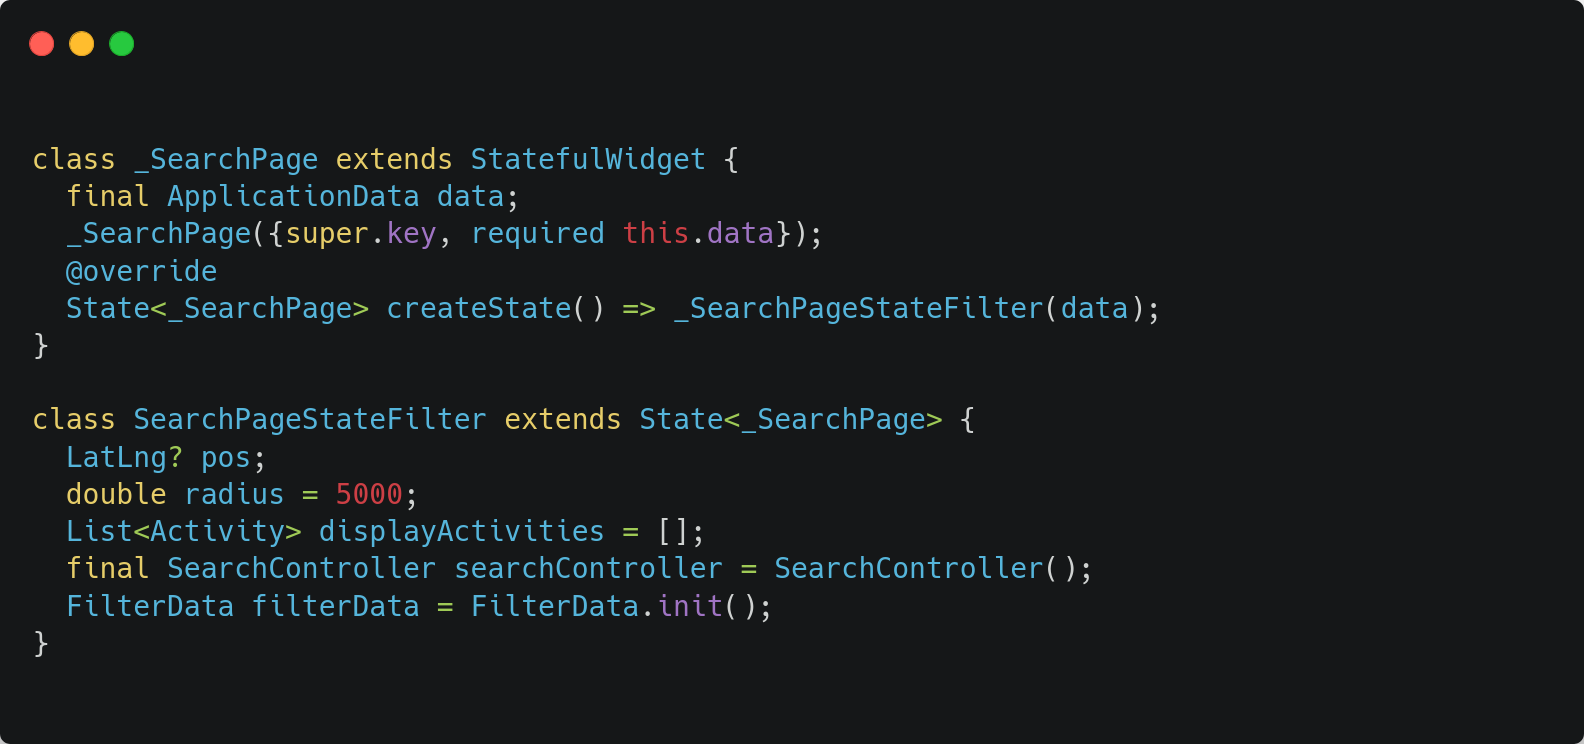 class _SearchPage extends StatefulWidget {
  final ApplicationData data;
  _SearchPage({super.key, required this.data});
  @override
  State<_SearchPage> createState() => _SearchPageStateFilter(data);
}

class SearchPageStateFilter extends State<_SearchPage> {
  LatLng? pos;
  double radius = 5000;
  List<Activity> displayActivities = [];
  final SearchController searchController = SearchController();
  FilterData filterData = FilterData.init();
}